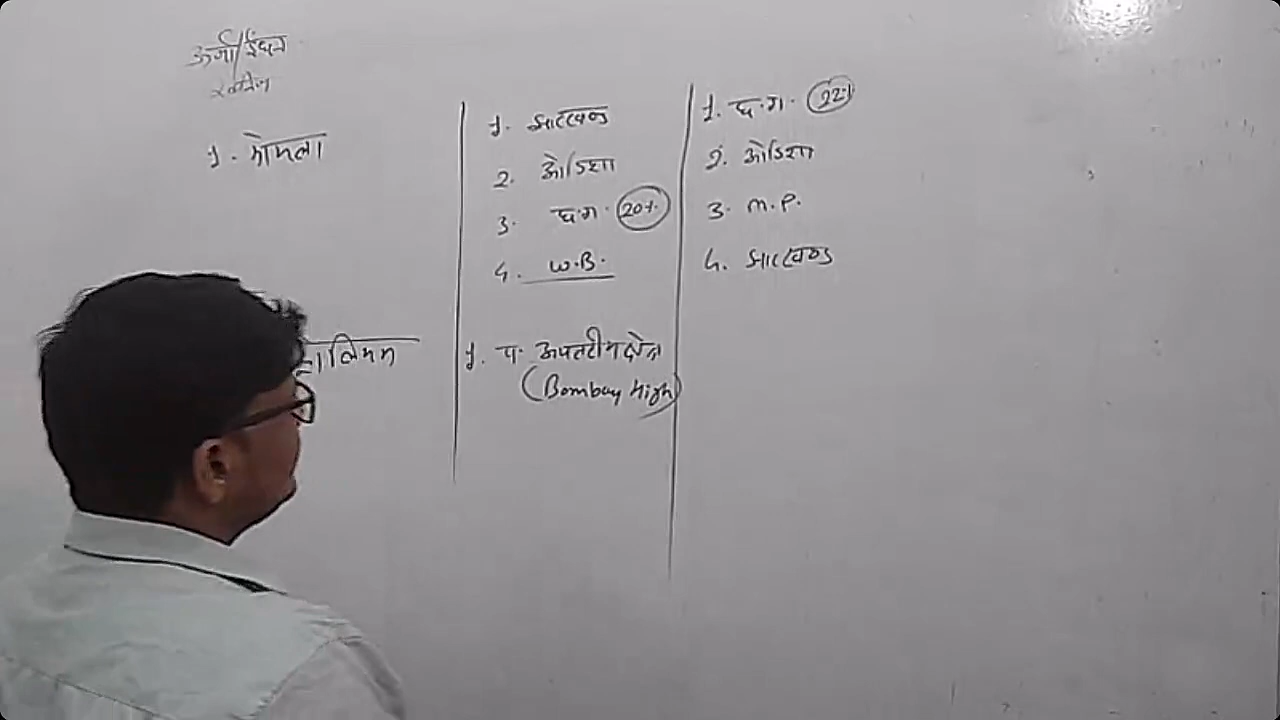 ऊर्जा/ईंधन
खनिज
1. कोयला
1. झारखण्ड
2. ओडिशा
3. छ.ग. 20%
4. W.B.
1. छ.ग. 22%
2. ओडिशा
3. M.P.
4. झारखण्ड
1. प. अपतटीय क्षेत्र
(Bombay High)